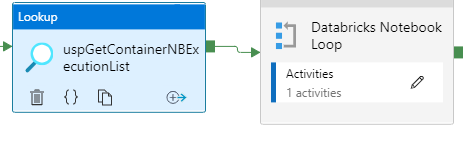 Lookup
uspGetContainerNBEx
ecutionList
{}
Databricks Notebook
Loop
Activities
1 activities